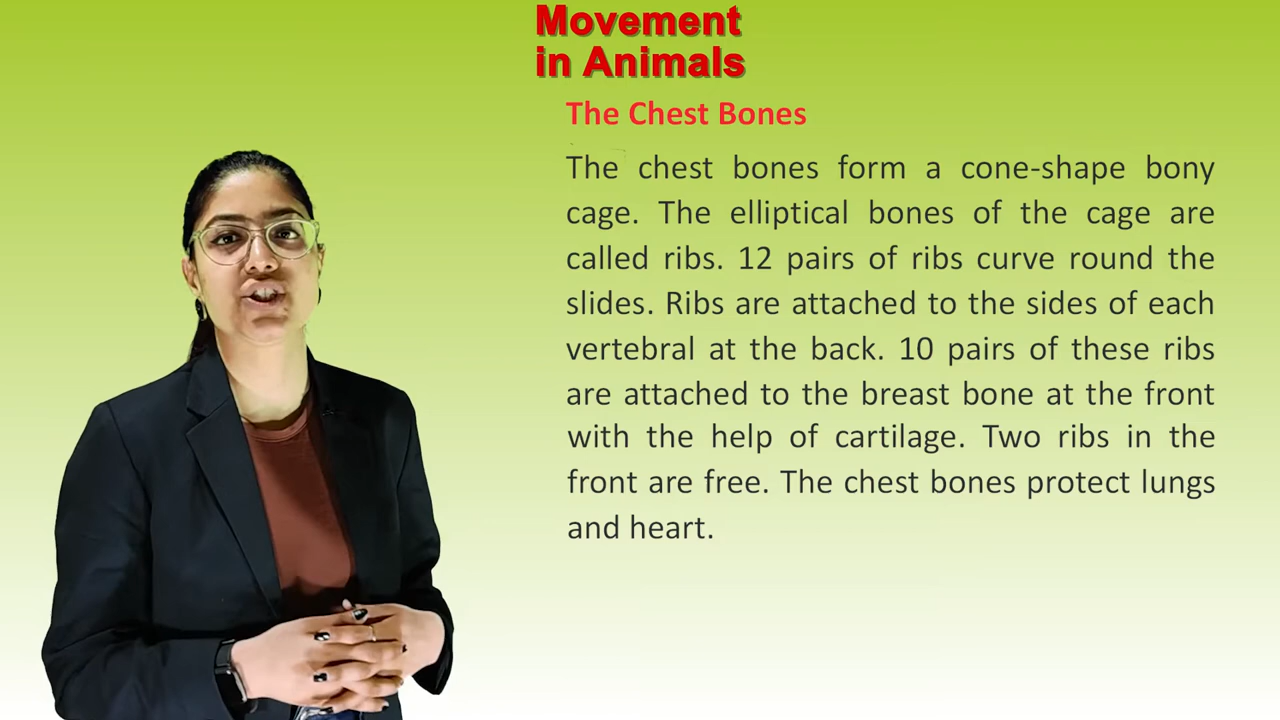 Movement
in Animals
The Chest Bones
The chest bones form a cone-shape bony
cage. The elliptical bones of the cage are
called ribs. 12 pairs of ribs curve round the
slides. Ribs are attached to the sides of each
vertebral at the back. 10 pairs of these ribs
are attached to the breast bone at the front
with the help of cartilage. Two ribs in the
front are free. The chest bones protect lungs
and heart.